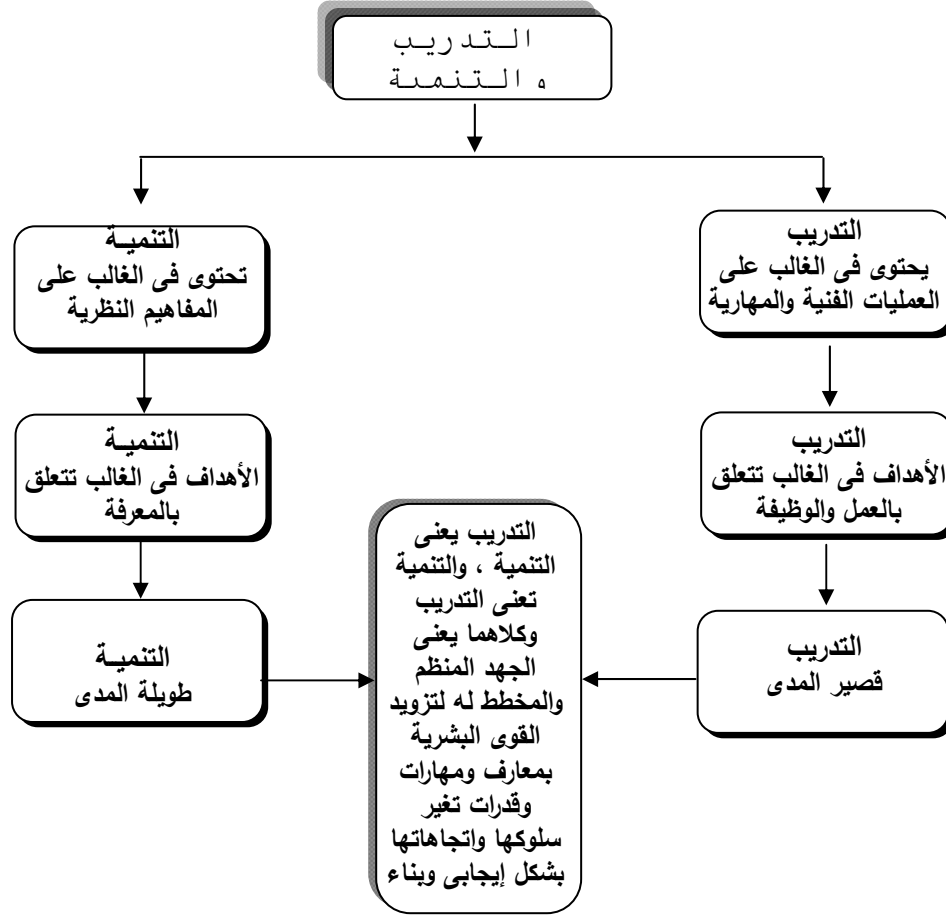 التدريب
والتنمية
التدريب
يحتوى فى الغالب على
العمليات الفنية والمهارية
التنميــة
تحتوى فى الغالب على
المفاهيم النظرية
التدريب
الأهداف فى الغالب تتعلق
بالعمل والوظيفة
التنميــة
الأهداف فى الغالب تتعلق
بالمعرفة
التدريب
قصير المدى
التنميــة
طويلة المدى
التدريب يعنى
التنمية ، والتنمية
تعنى التدريب
وكلاهما يعنى
الجهد المنظم
والمخطط له لتزويد
القوى البشرية
بمعارف ومهارات
وقدرات تغير
سلوكها واتجاهاتها
بشكل إيجابى وبناء